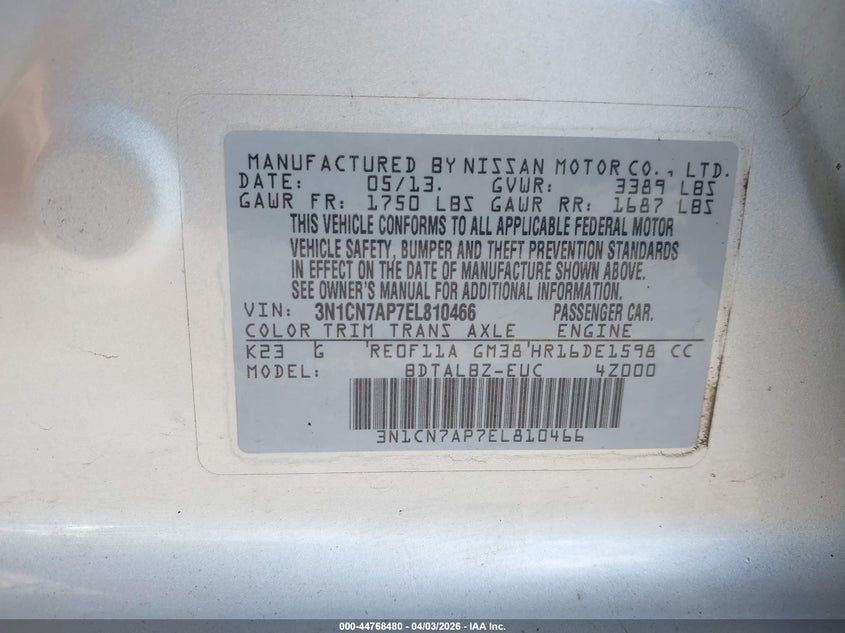 MANUFACTURED BY NISSAN MOTOR CO., LTD.
DATE: 05/13. GVWR: 3389 LBS
GAWR FR: 1750 LBS GAWR RR: 1687 LBS
THIS VEHICLE CONFORMS TO ALL APPLICABLE FEDERAL MOTOR
VEHICLE SAFETY, BUMPER AND THEFT PREVENTION STANDARDS
IN EFFECT ON THE DATE OF MANUFACTURE SHOWN ABOVE.
SEE OWNER'S MANUAL FOR ADDITIONAL INFORMATION.
VIN: 3N1CN7AP7EL810466 PASSENGER CAR.
COLOR TRIM TRANS AXLE ENGINE
K23 G 'RE0F11A GM38'HR16DE1598 CC
MODEL: BDTALBZ-EUC 4Z000
3N1CN7AP7EL810466
000-44768480 - 04/03/2026 - IAA Inc.